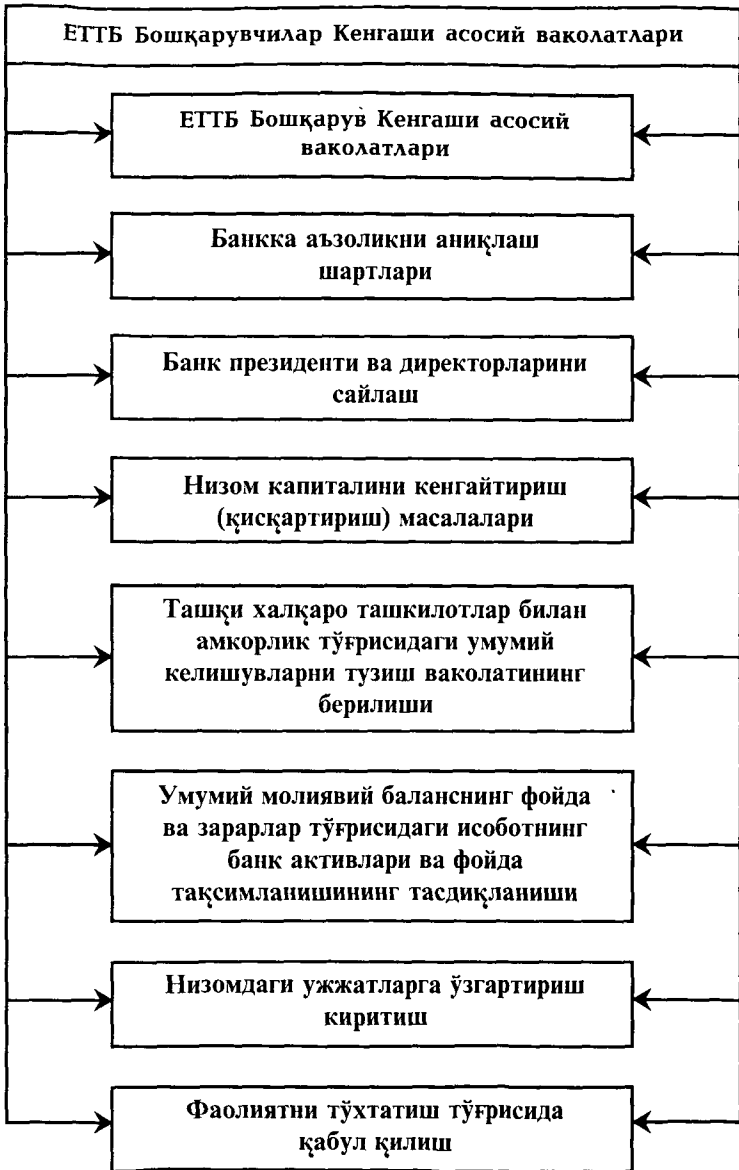 ЕТТБ Бошқарувчилар Кенгаши асосий ваколатлари
ЕТТБ Бошқарув Кенгаши асосий
ваколатлари
Банкка аъзоликни аниқлаш
шартлари
Банк президенти ва директорларини
сайлаш
Низом капиталини кенгайтириш
(қисқартириш) масалалари
Ташқи халқаро ташкилотлар билан
амкорлик тўғрисидаги умумий
келишувларни тузиш ваколатининг
берилиши
Умумий молиявий баланснинг фойда
ва зарарлар тўғрисидаги исоботнинг
банк активлари ва фойда
тақсимланишининг тасдиқланиши
Низомдаги ужжатларга ўзгартириш
киритиш
Фаолиятни тўхтатиш тўғрисида
қабул қилиш